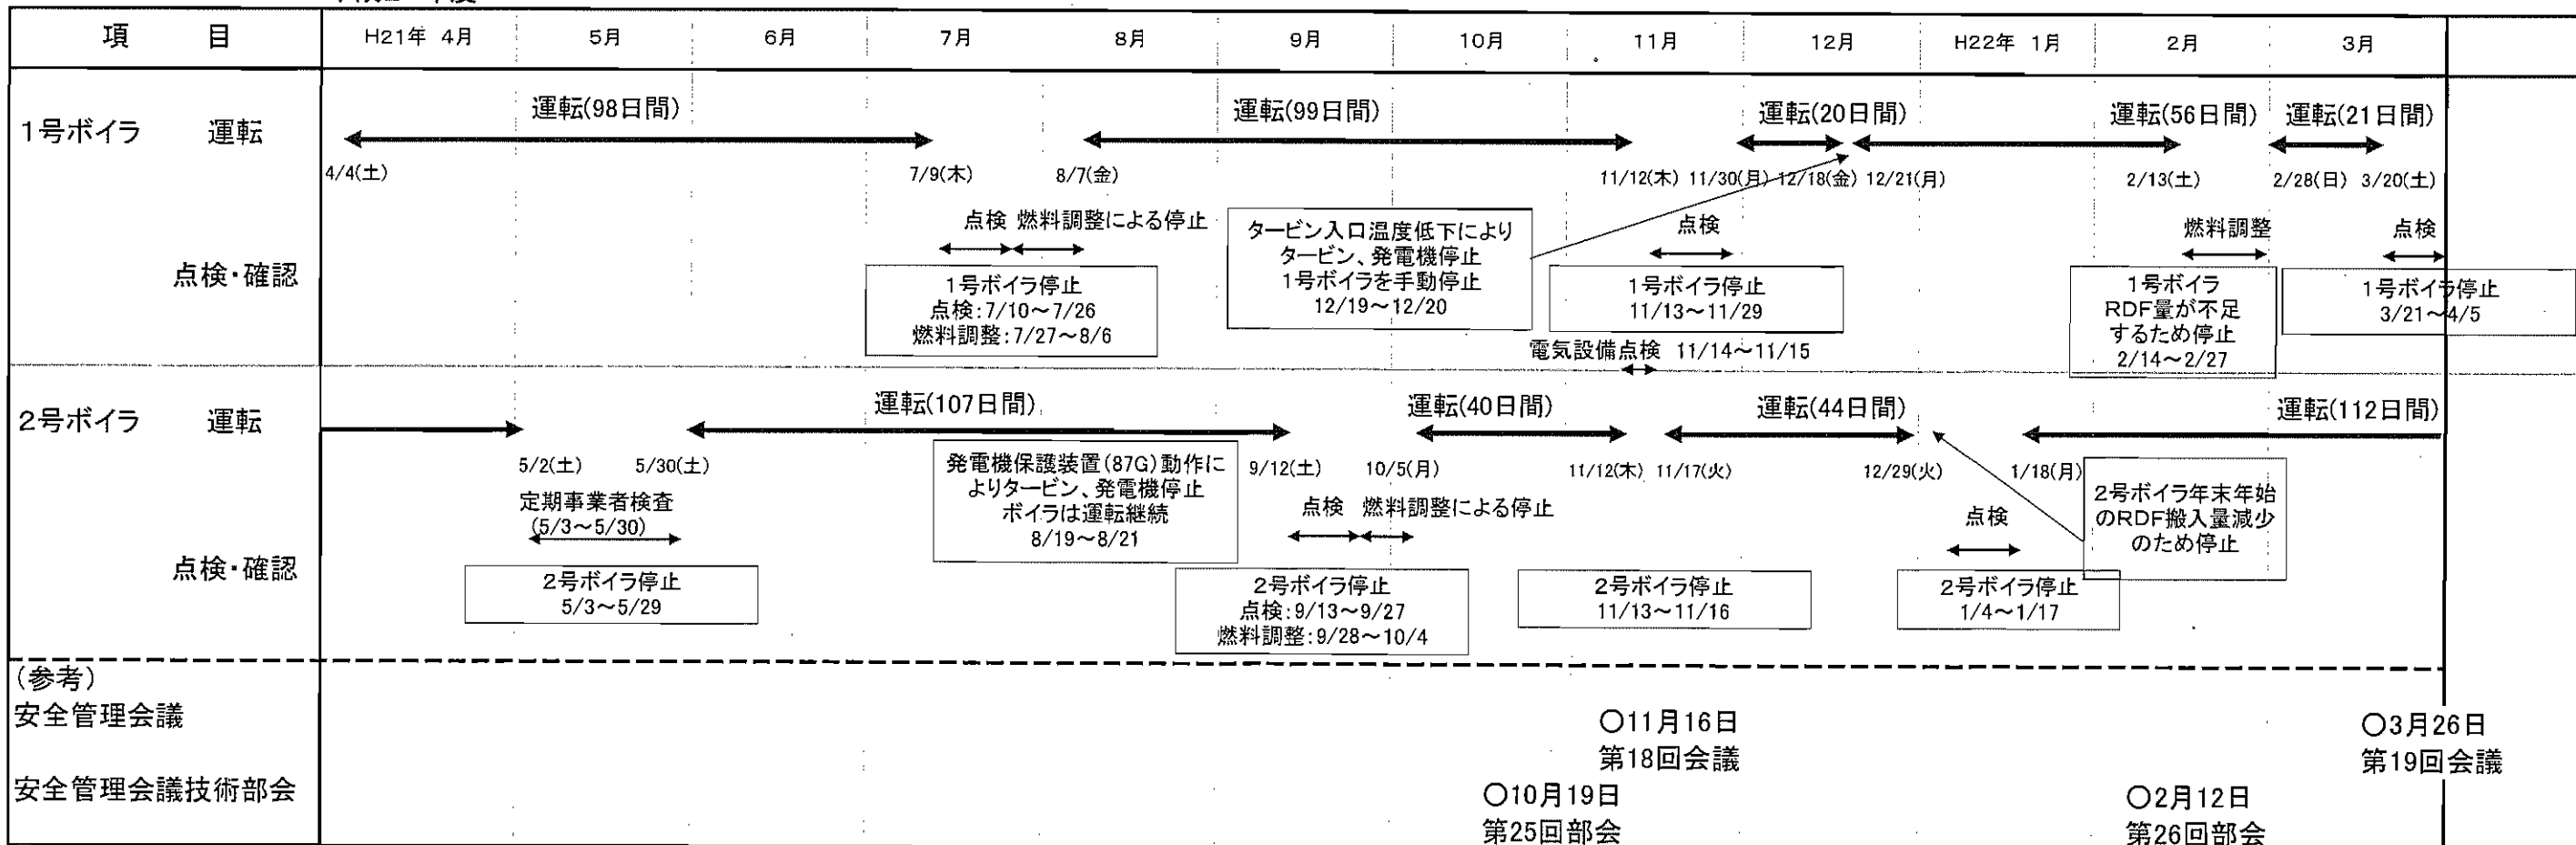 項　目
H21年 4月
5月
6月
7月
8月
9月
10月
11月
12月
H22年 1月
2月
3月
1号ボイラ　運転
運転(98日間)
運転(99日間)
運転(20日間)
運転(56日間)
運転(21日間)
4/4(土)
7/9(木)
8/7(金)
11/12(木)
11/30(月)
12/18(金)
12/21(月)
2/13(土)
2/28(日)
3/20(土)
点検・確認
点検
燃料調整による停止
1号ボイラ停止
点検:7/10～7/26
燃料調整:7/27～8/6
タービン入口温度低下により
タービン、発電機停止
1号ボイラを手動停止
12/19～12/20
点検
1号ボイラ停止
11/13～11/29
電気設備点検 11/14～11/15
燃料調整
1号ボイラ
RDF量が不足
するため停止
2/14～2/27
点検
1号ボイラ停止
3/21～4/5
2号ボイラ　運転
運転(107日間)
運転(40日間)
運転(44日間)
運転(112日間)
5/2(土)
5/30(土)
9/12(土)
10/5(月)
11/12(木)
11/17(火)
12/29(火)
1/18(月)
点検・確認
定期事業者検査
(5/3～5/30)
2号ボイラ停止
5/3～5/29
発電機保護装置(87G)動作に
よりタービン、発電機停止
ボイラは運転継続
8/19～8/21
点検
燃料調整による停止
2号ボイラ停止
点検:9/13～9/27
燃料調整:9/28～10/4
2号ボイラ停止
11/13～11/16
点検
2号ボイラ停止
1/4～1/17
2号ボイラ年末年始
のRDF搬入量減少
のため停止
(参考)
安全管理会議
○11月16日
第18回会議
○3月26日
第19回会議
安全管理会議技術部会
○10月19日
第25回部会
○2月12日
第26回部会